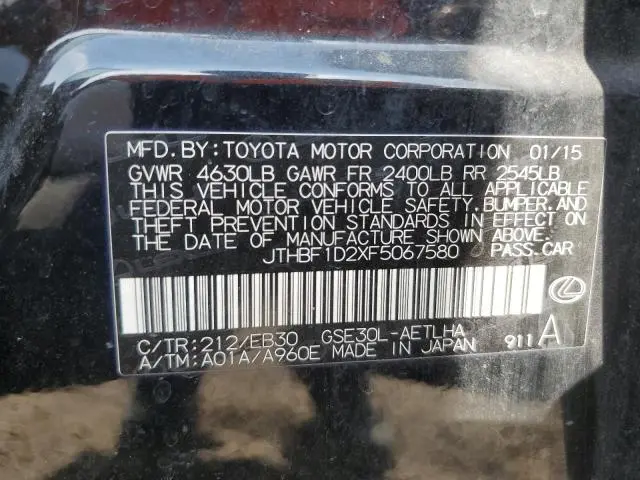 MFD. BY: TOYOTA MOTOR CORPORATION 01/15
GVWR 4630LB GAWR FR 2400LB RR 2545LB
THIS VEHICLE CONFORMS TO ALL APPLICABLE
FEDERAL MOTOR VEHICLE SAFETY, BUMPER, AND
THEFT PREVENTION STANDARDS IN EFFECT ON
THE DATE OF MANUFACTURE SHOWN ABOVE.
JTHBF1D2XF5067580 PASS. CAR
C/TR: 212/EB30 GSE30L-AETLHA
A/TM: A01A/A960E MADE IN JAPAN 911 A